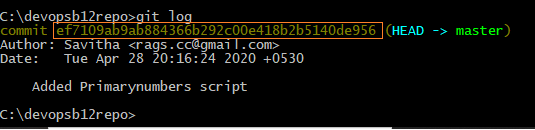 C:\devopsb12repo>git log
commit ef7109ab9ab884366b292c00e418b2b5140de956 (HEAD -> master)
Author: Savitha <rags.cc@gmail.com>
Date:   Tue Apr 28 20:16:24 2020 +0530
    Added Primarynumbers script
C:\devopsb12repo>